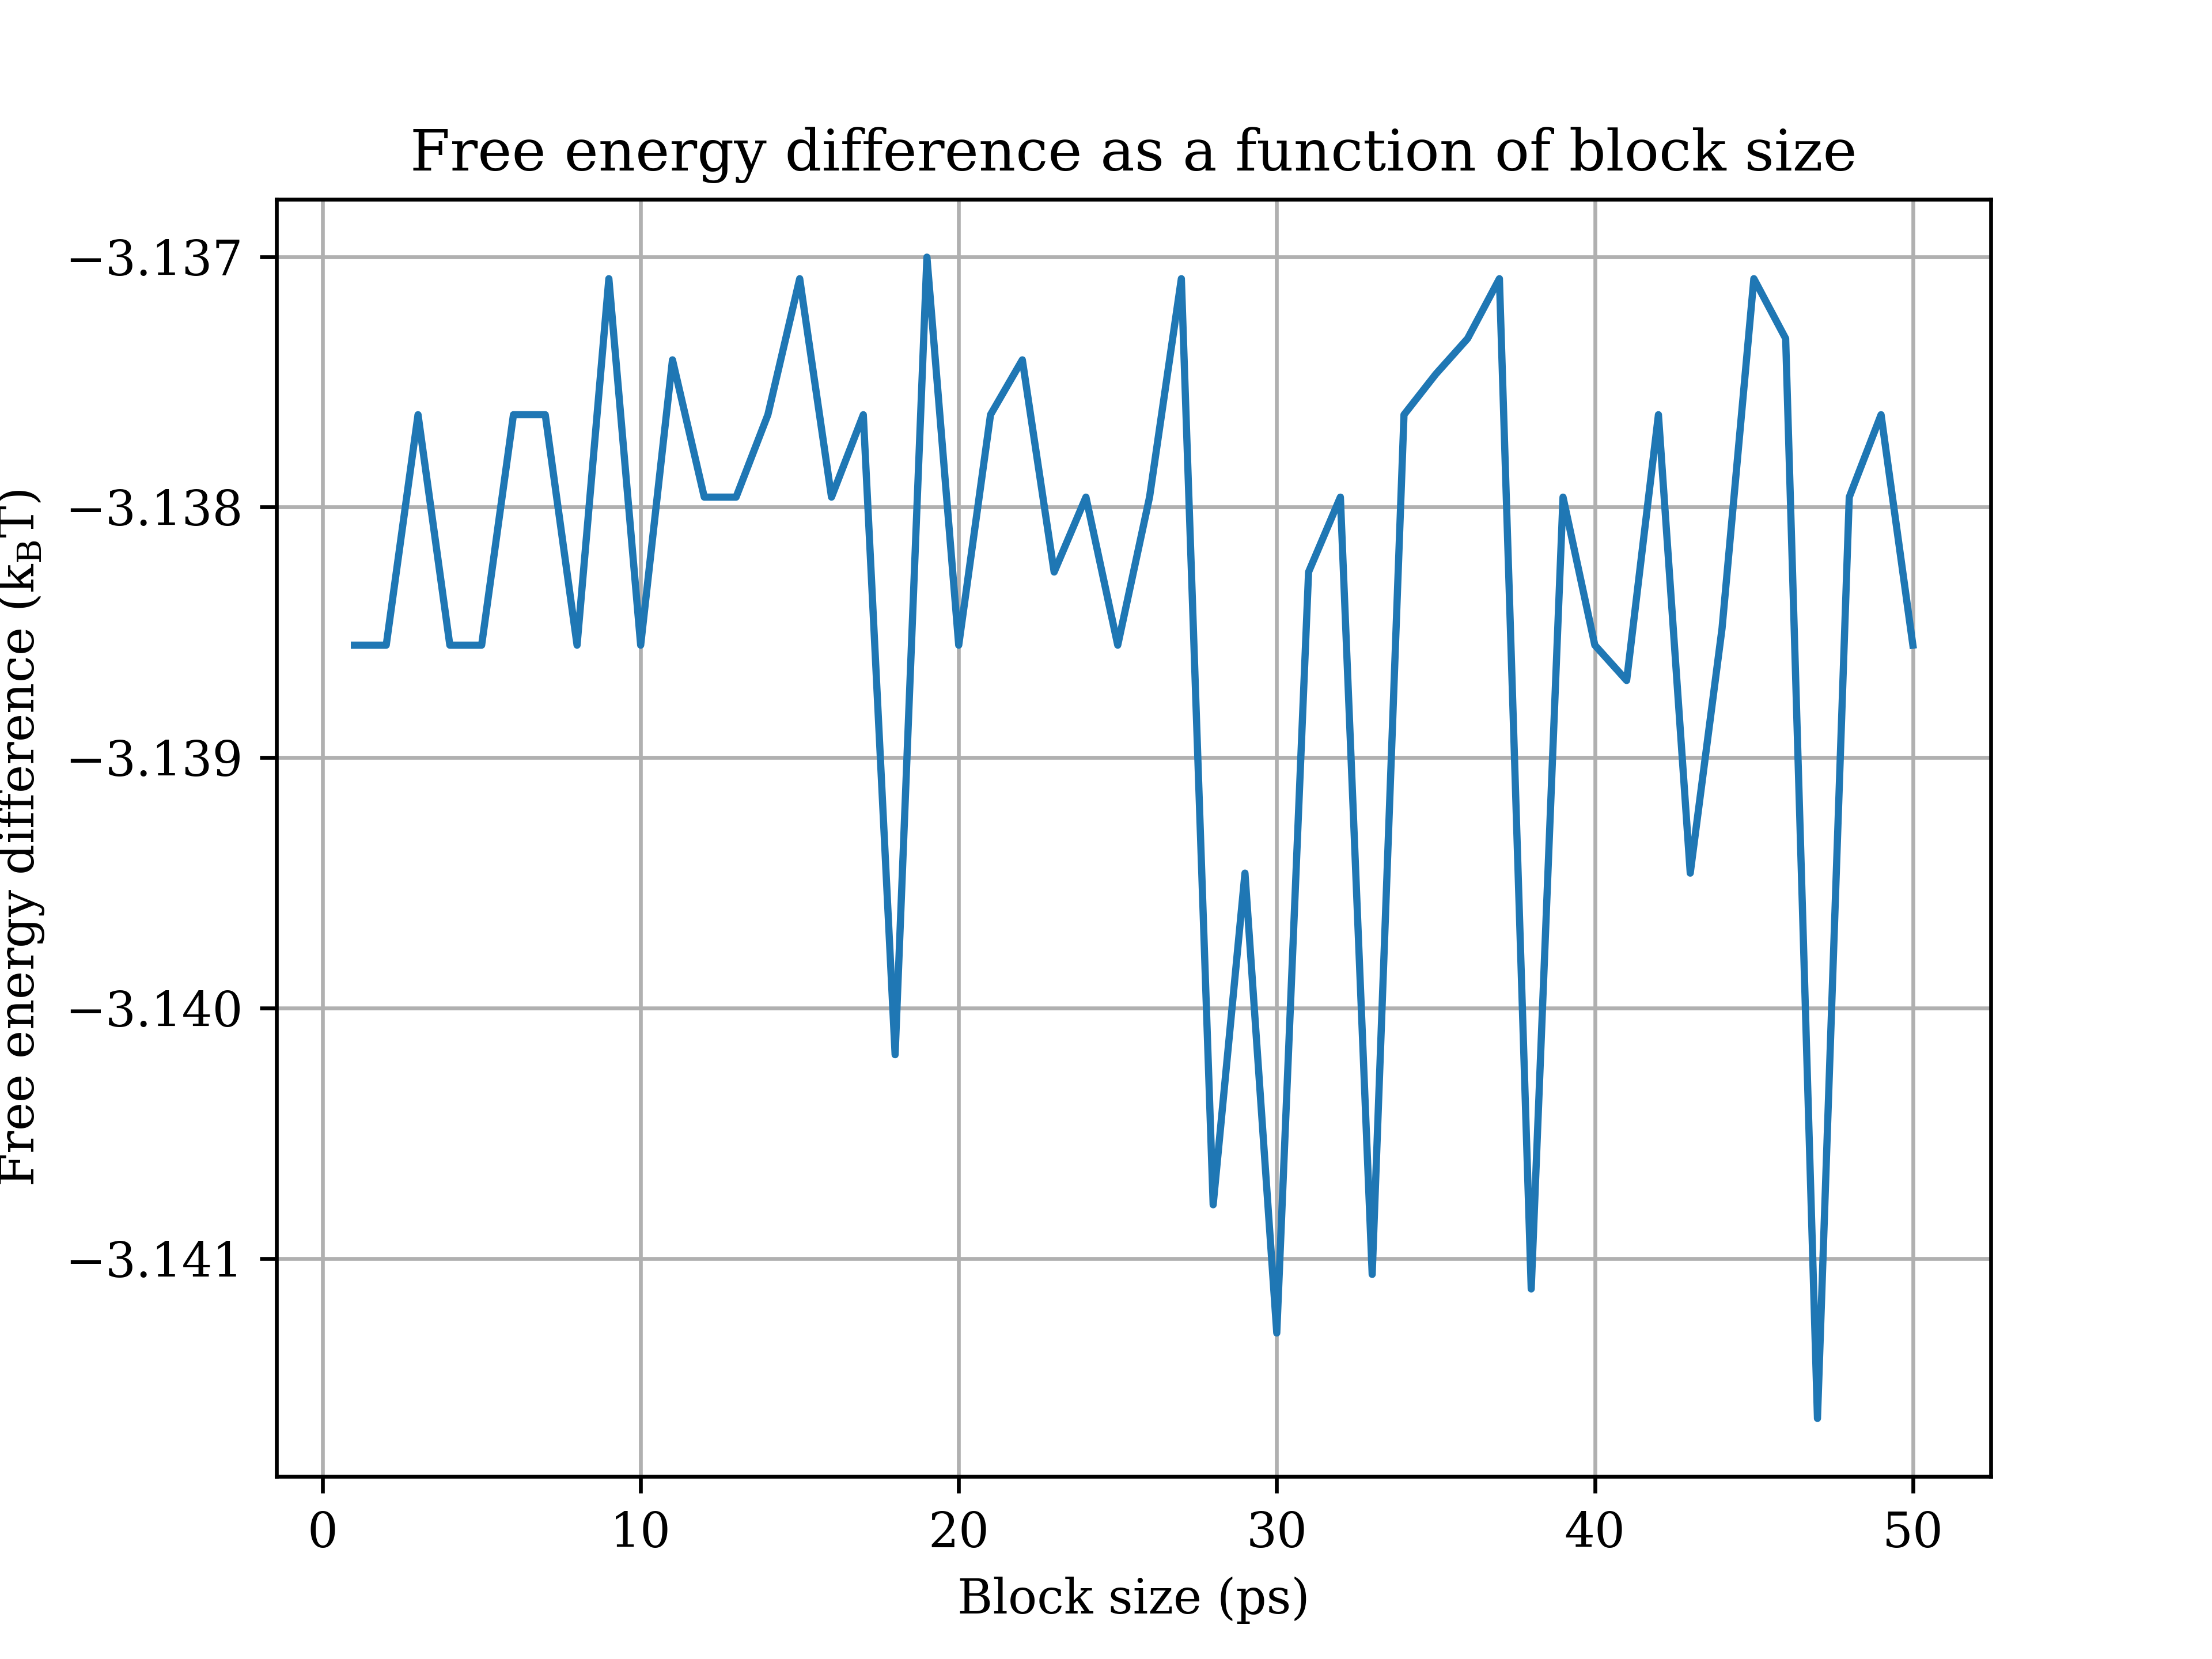 Free energy difference as a function of block size
Free energy difference (kBT)
−3.137
−3.138
−3.139
−3.140
−3.141
0 10 20 30 40 50
Block size (ps)